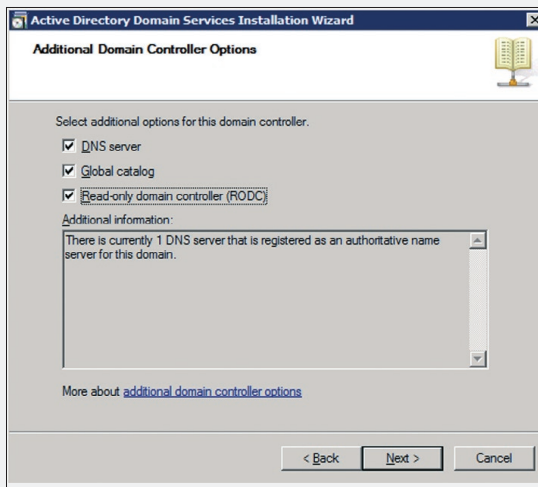 Active Directory Domain Services Installation Wizard
Additional Domain Controller Options
Select additional options for this domain controller.
DNS server
Global catalog
Read-only domain controller (RODC)
Additional information:
There is currently 1 DNS server that is registered as an authoritative name
server for this domain.
More about additional domain controller options
< Back Next > Cancel